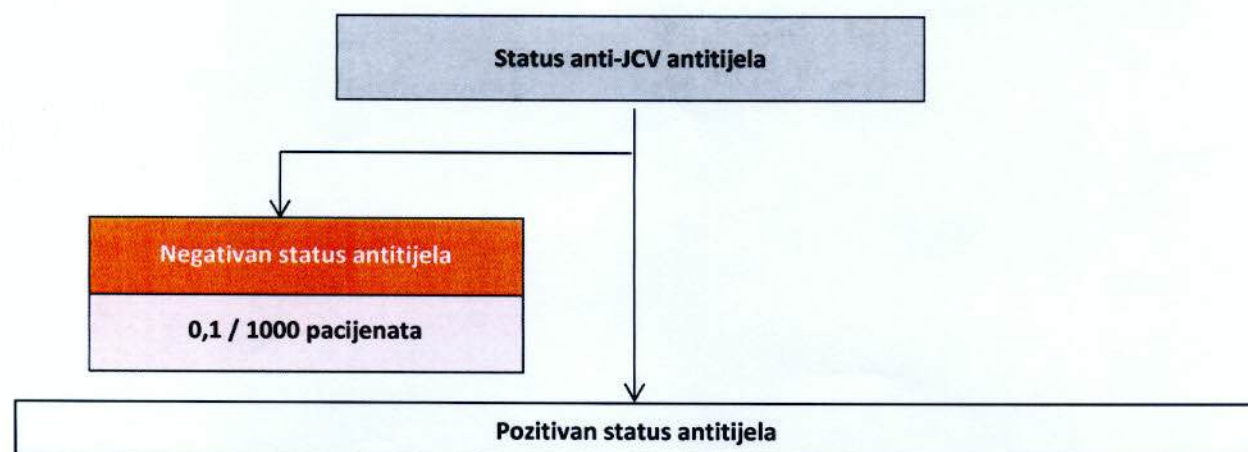 Status anti-JCV antitijela
Negativan status antitijela
0,1 / 1000 pacijenata
Pozitivan status antitijela